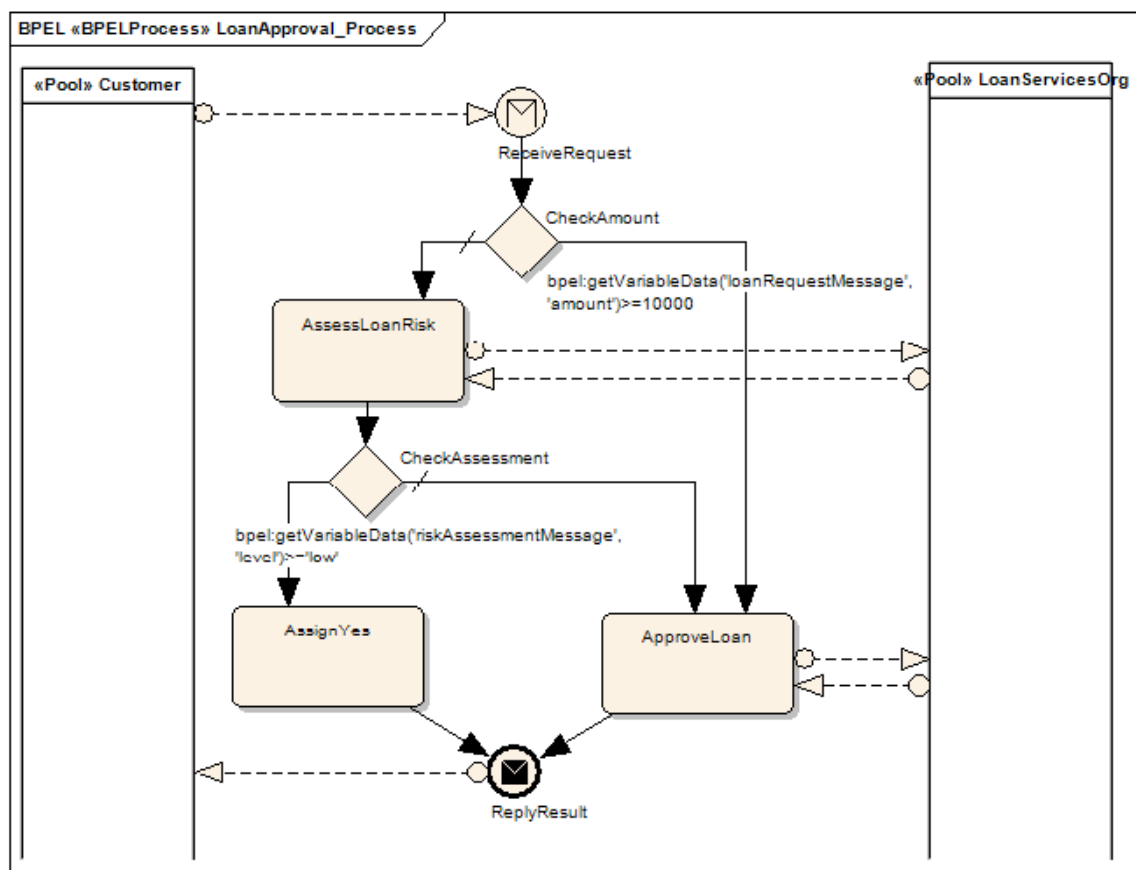 BPEL «BPELProcess» LoanApproval_Process
«Pool» Customer
«Pool» LoanServicesOrg
ReceiveRequest
CheckAmount
bpel:getVariableData('loanRequestMessage',
'amount')>=10000
AssessLoanRisk
CheckAssessment
bpel:getVariableData('riskAssessmentMessage',
'level')>='low'
AssignYes
ApproveLoan
ReplyResult